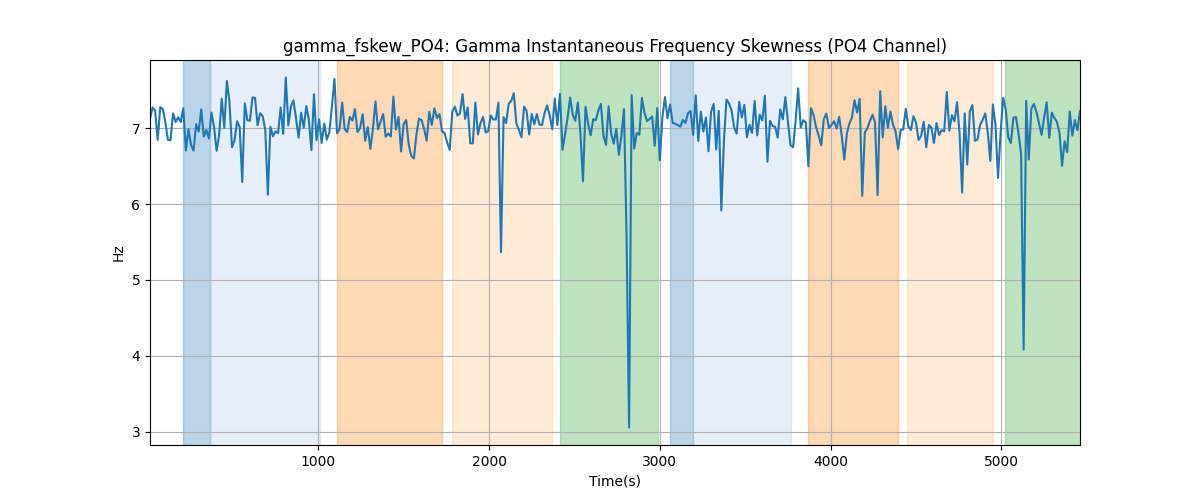 gamma_fskew_PO4: Gamma Instantaneous Frequency Skewness (PO4 Channel)
Hz
7
6
5
4
3
1000 2000 3000 4000 5000
Time(s)